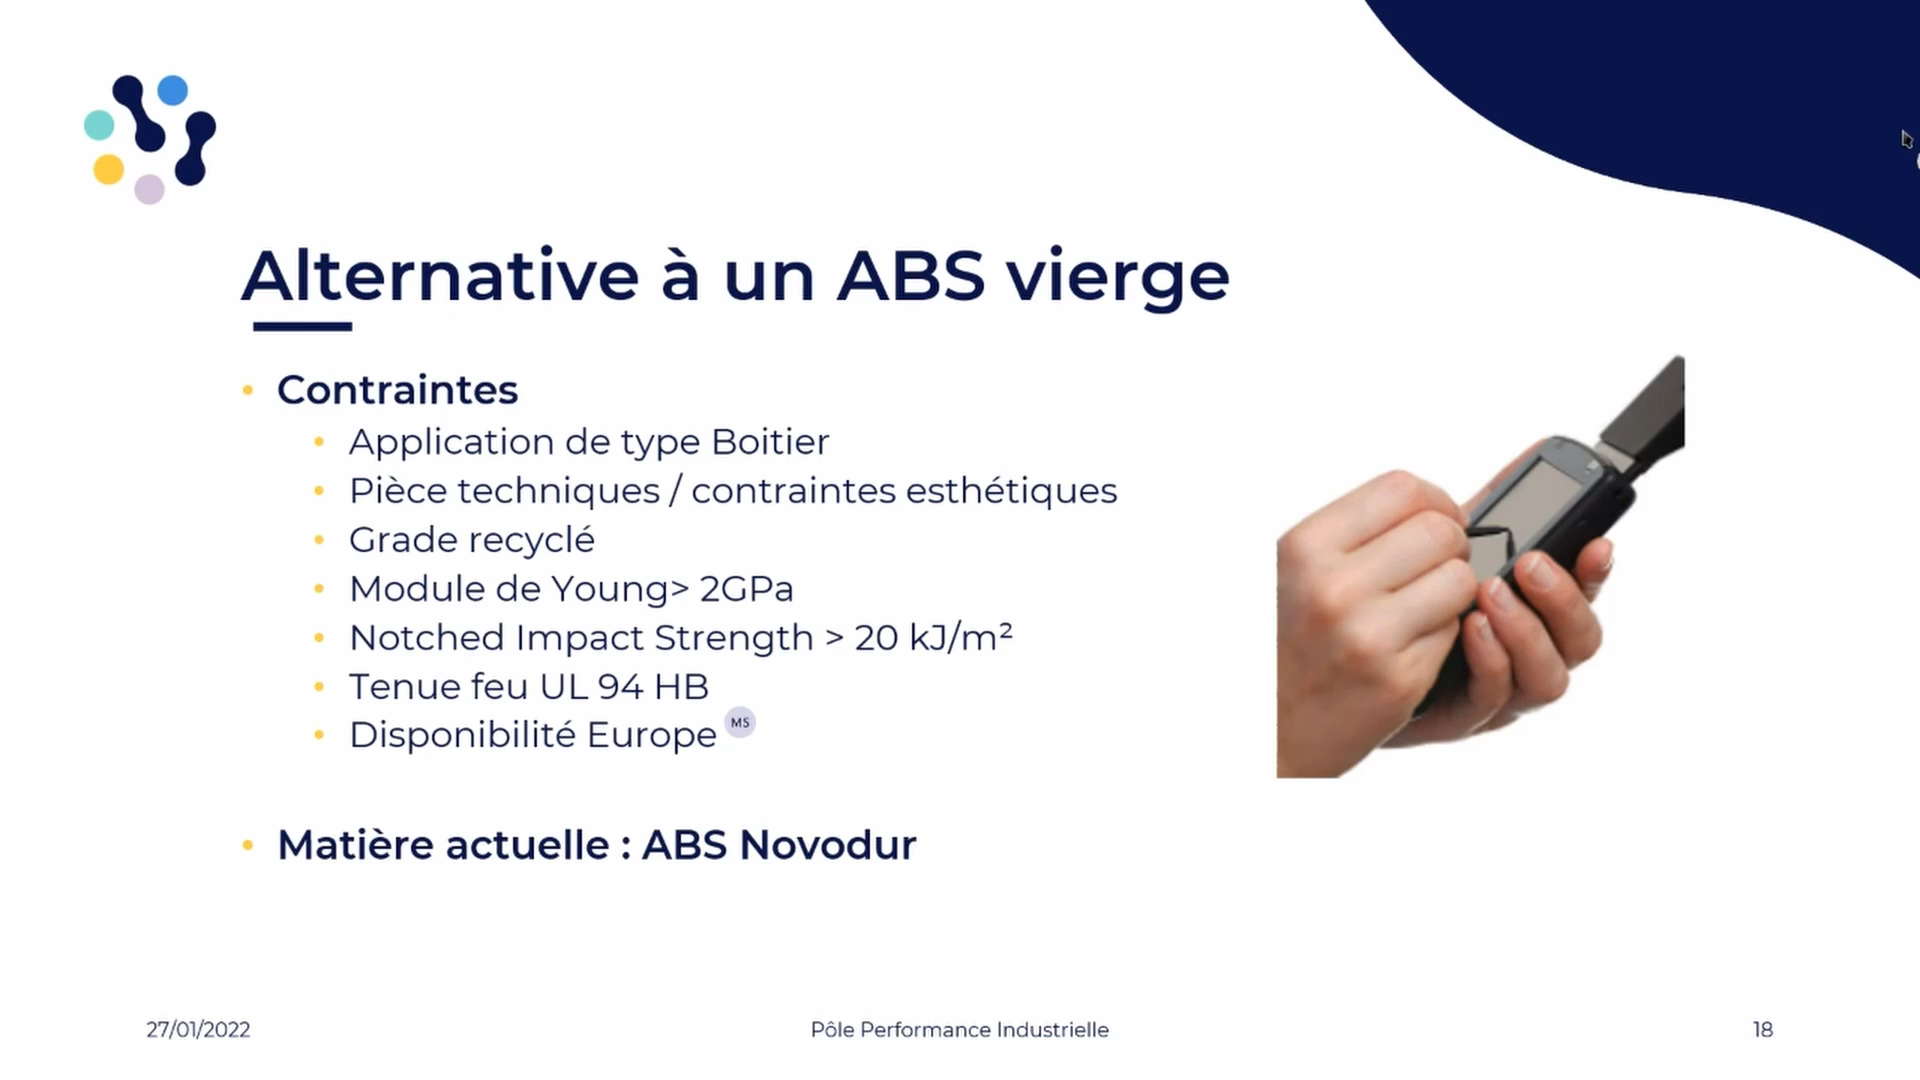 Alternative à un ABS vierge
• Contraintes
• Application de type Boitier
• Pièce techniques / contraintes esthétiques
• Grade recyclé
• Module de Young> 2GPa
• Notched Impact Strength > 20 kJ/m²
• Tenue feu UL 94 HB
• Disponibilité Europe MS
• Matière actuelle : ABS Novodur
27/01/2022
Pôle Performance Industrielle
18